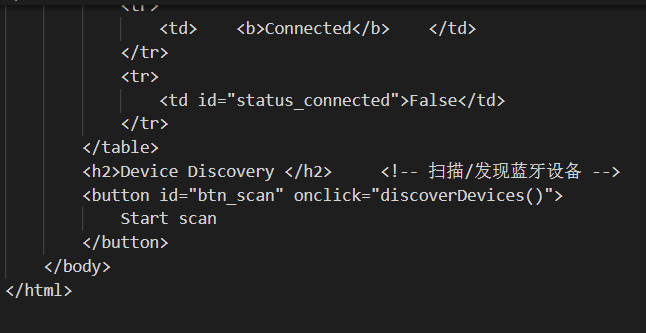 <tr>
<td>    <b>Connected</b>    </td>
</tr>
<tr>
<td id="status_connected">False</td>
</tr>
</table>
<h2>Device Discovery </h2>     <!-- 扫描/发现蓝牙设备 -->
<button id="btn_scan" onclick="discoverDevices()">
Start scan
</button>
</body>
</html>